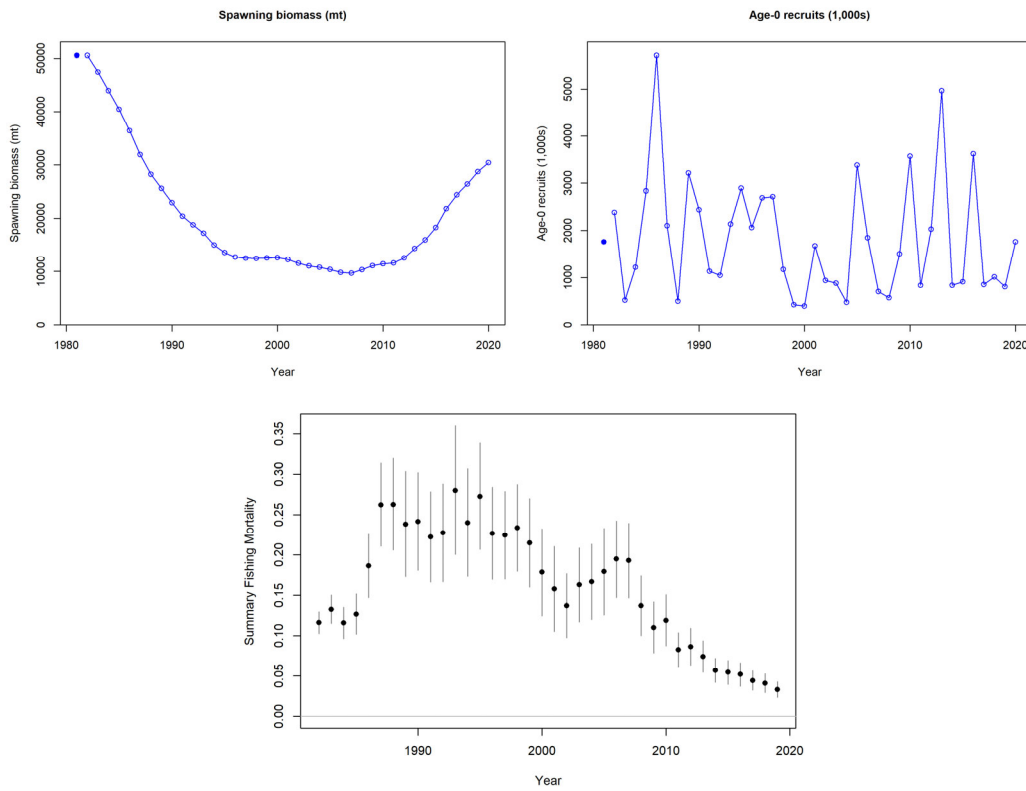 Spawning biomass (mt)
Spawning biomass (mt)
50000
40000
30000
20000
10000
0
1980 1990 2000 2010 2020
Year
Age-0 recruits (1,000s)
Age-0 recruits (1,000s)
5000
4000
3000
2000
1000
0
1980 1990 2000 2010 2020
Year
Summary Fishing Mortality
0.35
0.30
0.25
0.20
0.15
0.10
0.05
0.00
1990 2000 2010 2020
Year